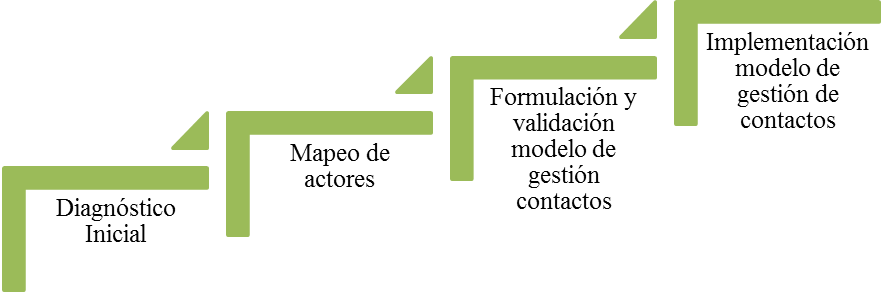 Diagnóstico
Inicial
Mapeo de
actores
Formulación y
validación
modelo de
gestión
contactos
Implementación
modelo de
gestión de
contactos